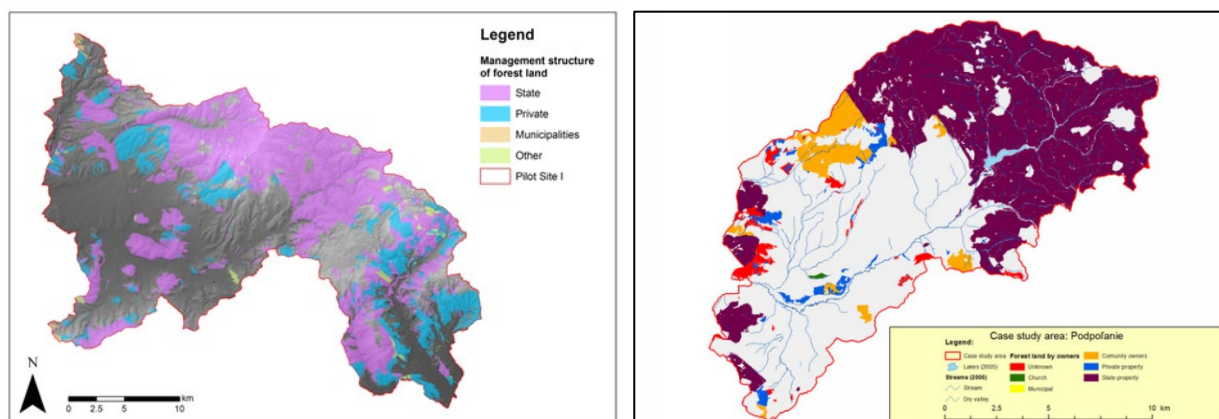 Legend
Management structure
of forest land
State
Private
Municipalities
Other
Pilot Site I
N
0 2.5 5 10
km
Case study area: Podpoľanie
Legend:
Case study area
Lakes (2005)
Streams (2006)
Stream
Dry valley
Forest land by owners
Unknown
Church
Municipal
Comunity owners
Private property
State property
0 2,5 5 10 km